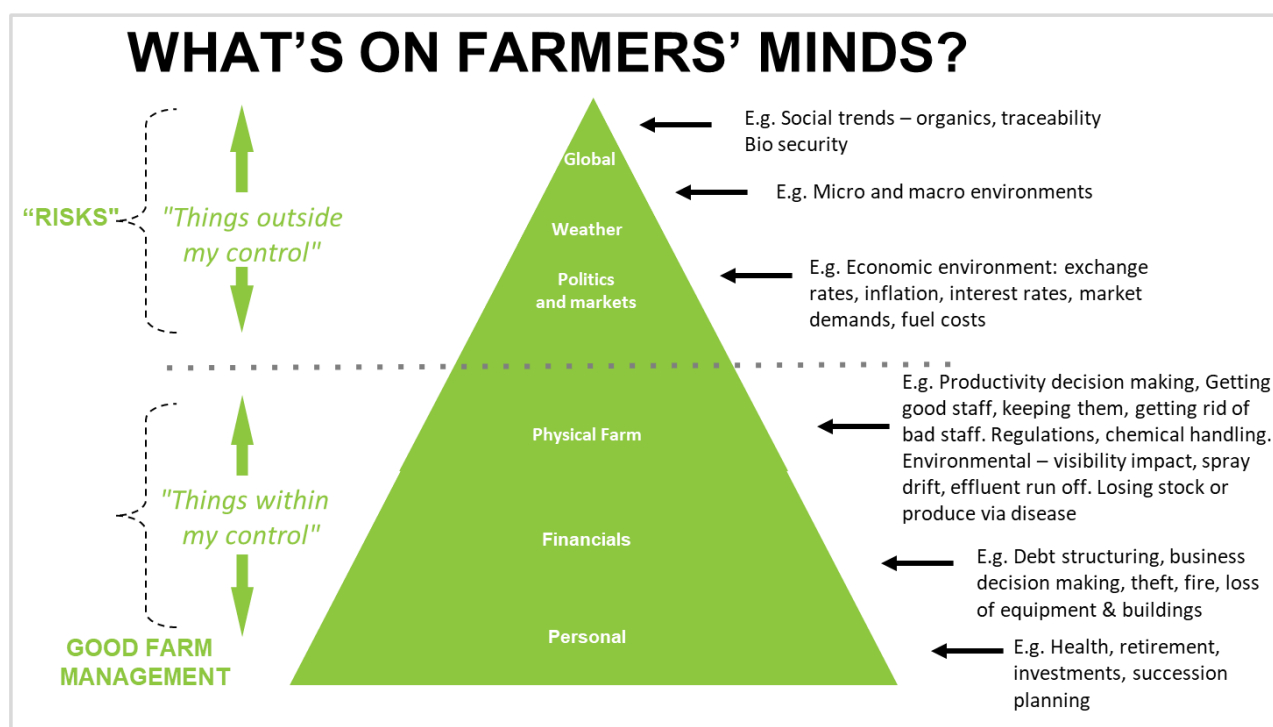 WHAT'S ON FARMERS' MINDS?
E.g. Social trends – organics, traceability
Bio security
Global
E.g. Micro and macro environments
“RISKS"
"Things outside
my control"
Weather
Politics
and markets
E.g. Economic environment: exchange
rates, inflation, interest rates, market
demands, fuel costs
E.g. Productivity decision making, Getting
good staff, keeping them, getting rid of
bad staff. Regulations, chemical handling.
Environmental – visibility impact, spray
drift, effluent run off. Losing stock or
produce via disease
Physical Farm
"Things within
my control"
Financials
E.g. Debt structuring, business
decision making, theft, fire, loss
of equipment & buildings
Personal
GOOD FARM
MANAGEMENT
E.g. Health, retirement,
investments, succession
planning